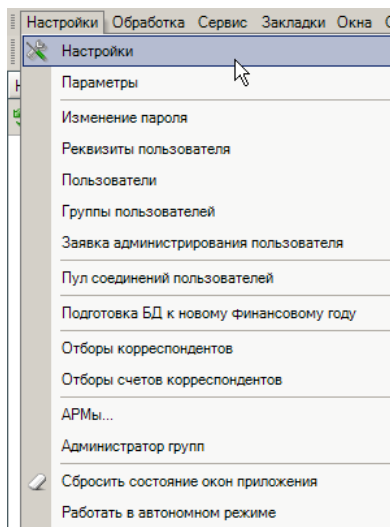 Настройки Обработка Сервис Закладки Окна
Настройки
Параметры
Изменение пароля
Реквизиты пользователя
Пользователи
Группы пользователей
Заявка администрирования пользователя
Пул соединений пользователей
Подготовка БД к новому финансовому году
Отборы корреспондентов
Отборы счетов корреспондентов
АРМы...
Администратор групп
Сбросить состояние окон приложения
Работать в автономном режиме